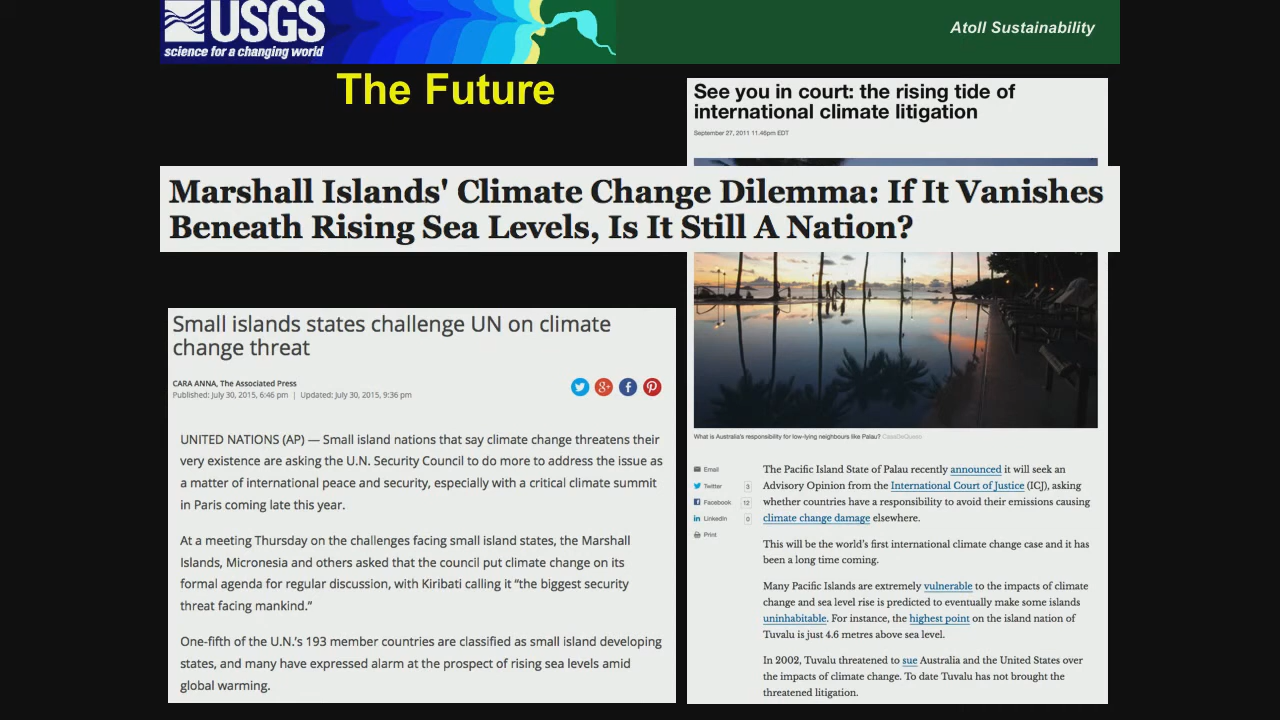 USGS
science for a changing world
Atoll Sustainability
The Future
See you in court: the rising tide of
international climate litigation
September 27, 2011 11.46pm EDT
Marshall Islands' Climate Change Dilemma: If It Vanishes
Beneath Rising Sea Levels, Is It Still A Nation?
Small islands states challenge UN on climate
change threat
CARA ANNA, The Associated Press
Published: July 30, 2015, 6:46 pm | Updated: July 30, 2015, 9:36 pm
UNITED NATIONS (AP) — Small island nations that say climate change threatens their
very existence are asking the U.N. Security Council to do more to address the issue as
a matter of international peace and security, especially with a critical climate summit
in Paris coming late this year.
At a meeting Thursday on the challenges facing small island states, the Marshall
Islands, Micronesia and others asked that the council put climate change on its
formal agenda for regular discussion, with Kiribati calling it “the biggest security
threat facing mankind.”
One-fifth of the U.N.’s 193 member countries are classified as small island developing
states, and many have expressed alarm at the prospect of rising sea levels amid
global warming.
What is Australia's responsibility for low-lying neighbours like Palau?
Email
Twitter 3
Facebook 12
LinkedIn 0
Print
The Pacific Island State of Palau recently announced it will seek an
Advisory Opinion from the International Court of Justice (ICJ), asking
whether countries have a responsibility to avoid their emissions causing
climate change damage elsewhere.
This will be the world’s first international climate change case and it has
been a long time coming.
Many Pacific Islands are extremely vulnerable to the impacts of climate
change and sea level rise is predicted to eventually make some islands
uninhabitable. For instance, the highest point on the island nation of
Tuvalu is just 4.6 metres above sea level.
In 2002, Tuvalu threatened to sue Australia and the United States over
the impacts of climate change. To date Tuvalu has not brought the
threatened litigation.